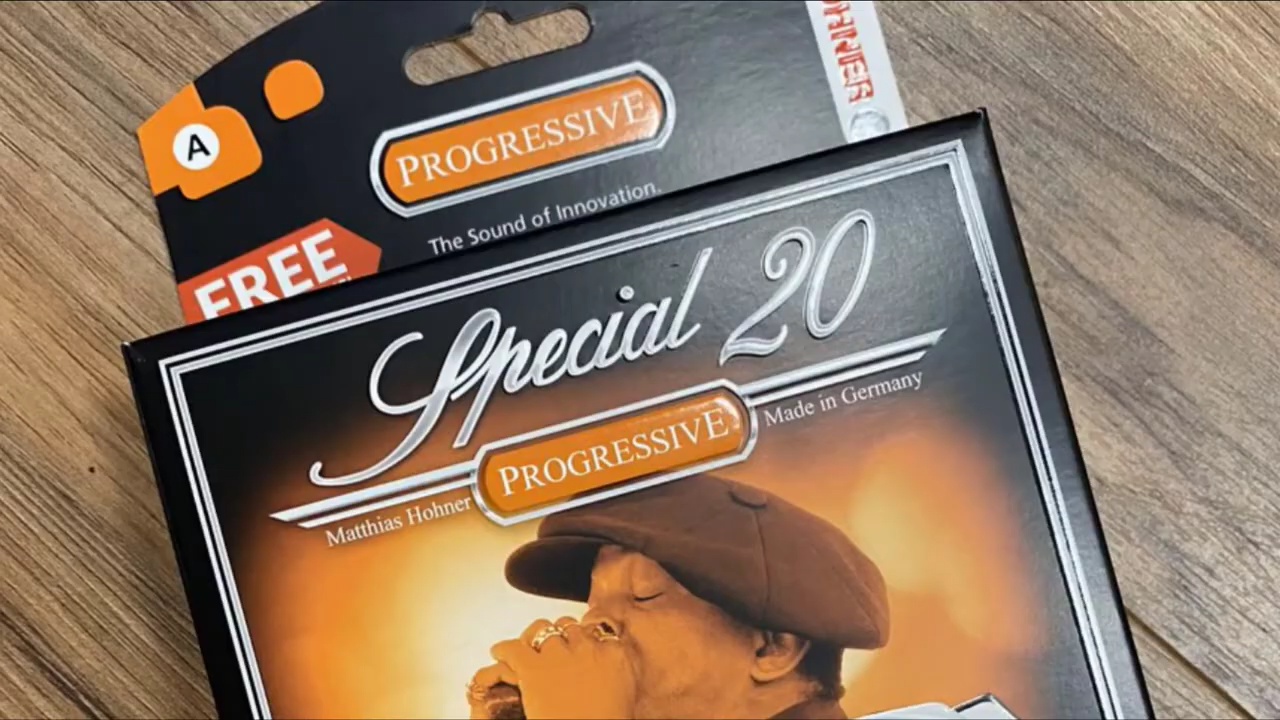 A
PROGRESSIVE
The Sound of Innovation.
FREE
Special 20
PROGRESSIVE
Made in Germany
Matthias Hohner